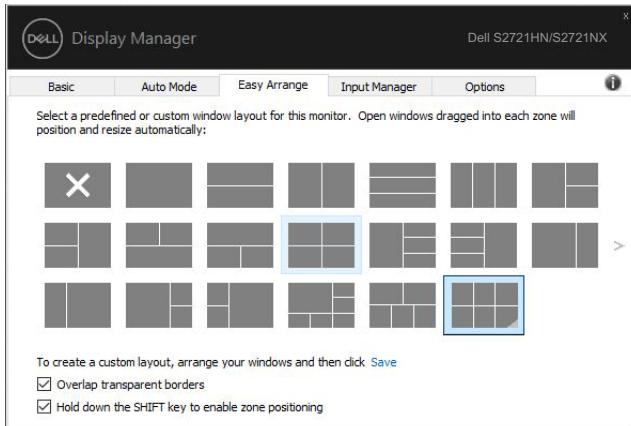 DELL Display Manager Dell S2721HN/S2721NX
Basic Auto Mode Easy Arrange Input Manager Options
Select a predefined or custom window layout for this monitor. Open windows dragged into each zone will
position and resize automatically:
To create a custom layout, arrange your windows and then click Save
Overlap transparent borders
Hold down the SHIFT key to enable zone positioning